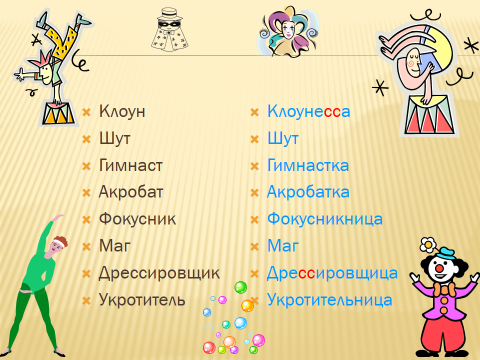 Клоун
Шут
Гимнаст
Акробат
Фокусник
Маг
Дрессировщик
Укротитель
Клоунесса
Шут
Гимнастка
Акробатка
Фокусникница
Маг
Дрессировщица
Укротительница